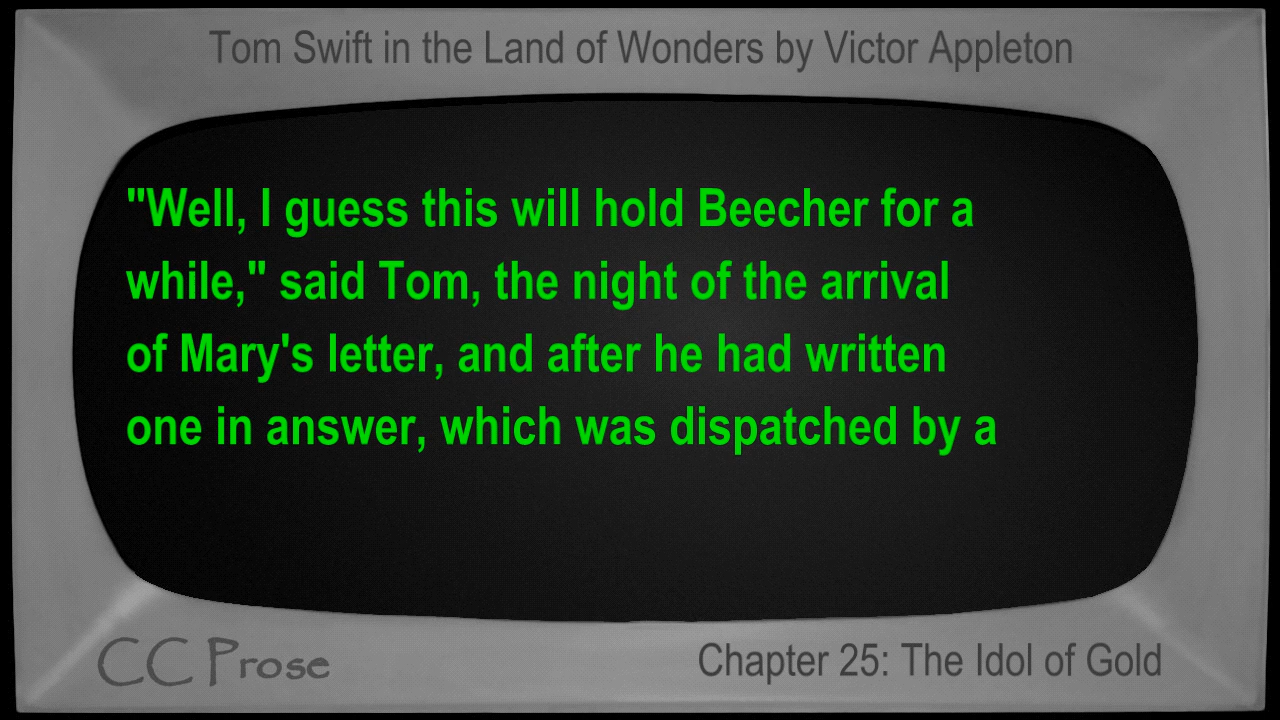 Tom Swift in the Land of Wonders by Victor Appleton
"Well, I guess this will hold Beecher for a
while," said Tom, the night of the arrival
of Mary's letter, and after he had written
one in answer, which was dispatched by a
CC Prose
Chapter 25: The Idol of Gold